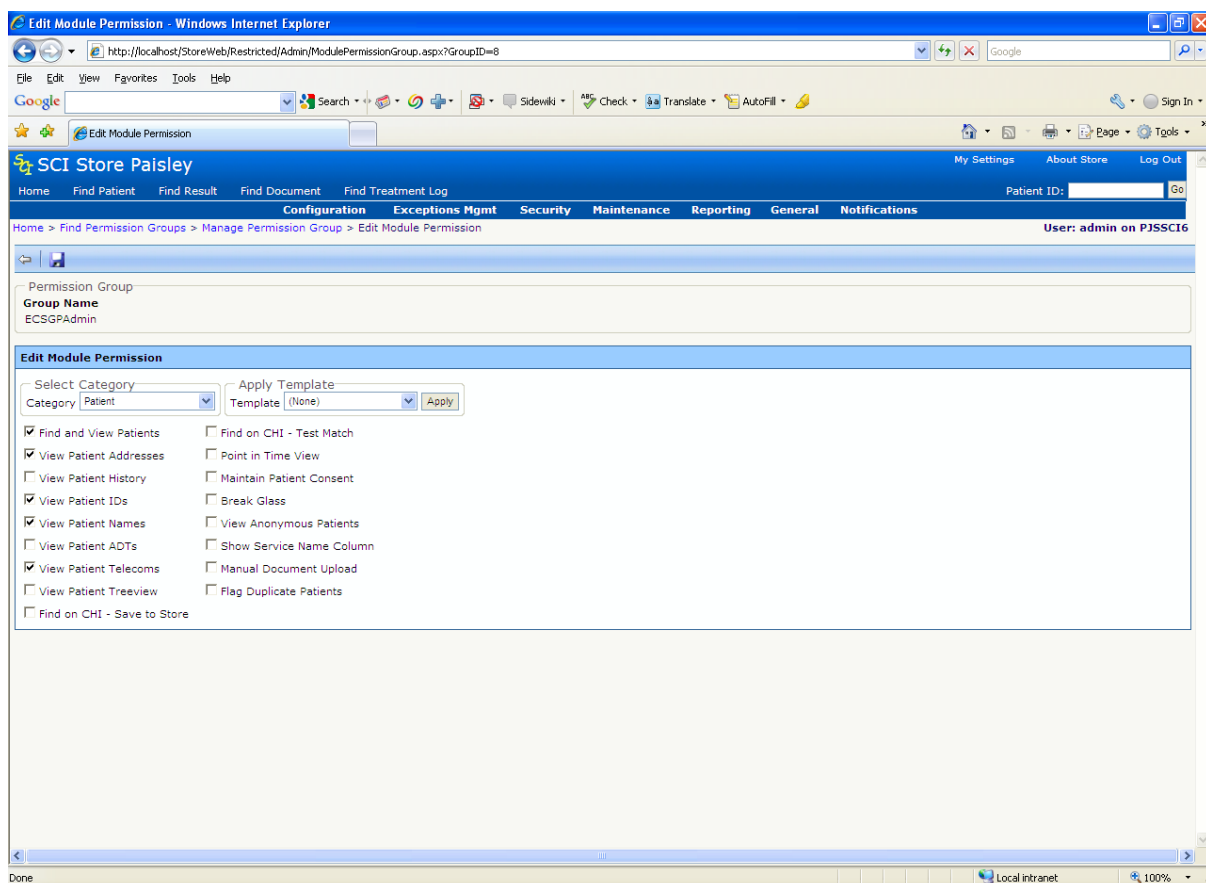 Edit Module Permission - Windows Internet Explorer
http://localhost/StoreWeb/Restricted/Admin/ModulePermissionGroup.aspx?GroupID=8
Google
File Edit View Favorites Tools Help
Google Search Sidewiki Check Translate AutoFill Sign In
Edit Module Permission Page Tools
SCI Store Paisley My Settings About Store Log Out
Home Find Patient Find Result Find Document Find Treatment Log Patient ID: Go
Configuration Exceptions Mgmt Security Maintenance Reporting General Notifications
Home > Find Permission Groups > Manage Permission Group > Edit Module Permission User: admin on PJSSCI6
Permission Group
Group Name
ECSGPAdmin
Edit Module Permission
Select Category Apply Template
Category Patient Template (None) Apply
Find and View Patients Find on CHI - Test Match
View Patient Addresses Point in Time View
View Patient History Maintain Patient Consent
View Patient IDs Break Glass
View Patient Names View Anonymous Patients
View Patient ADTs Show Service Name Column
View Patient Telecoms Manual Document Upload
View Patient Treeview Flag Duplicate Patients
Find on CHI - Save to Store
Done Local intranet 100%